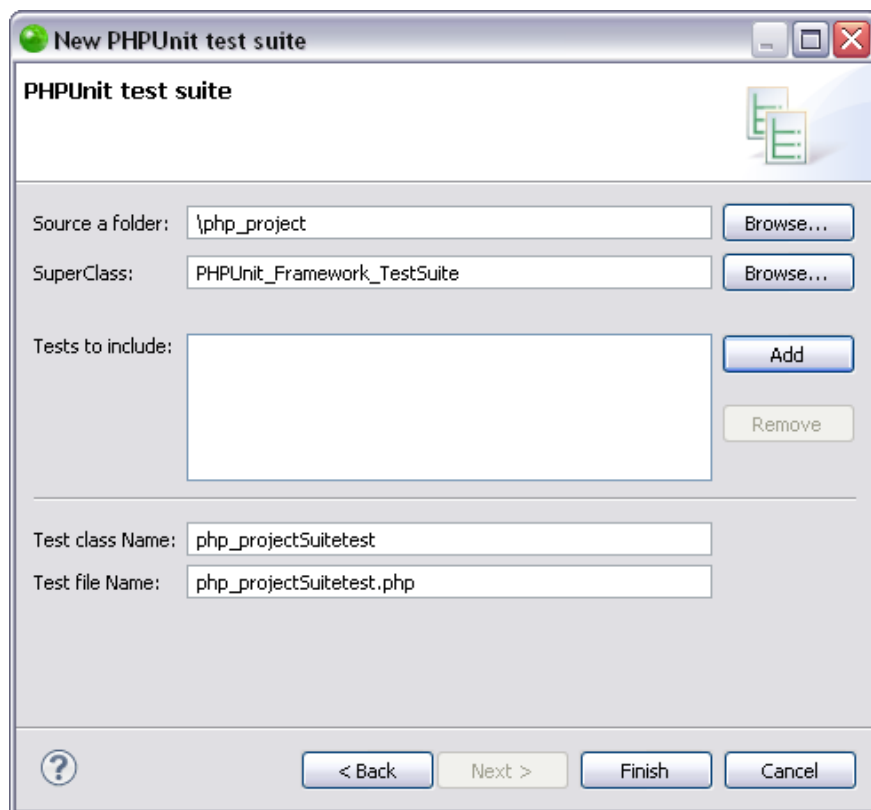 New PHPUnit test suite
PHPUnit test suite
Source a folder: \php_project Browse...
SuperClass: PHPUnit_Framework_TestSuite Browse...
Tests to include: Add
Remove
Test class Name: php_projectSuitetest
Test file Name: php_projectSuitetest.php
? < Back Next > Finish Cancel